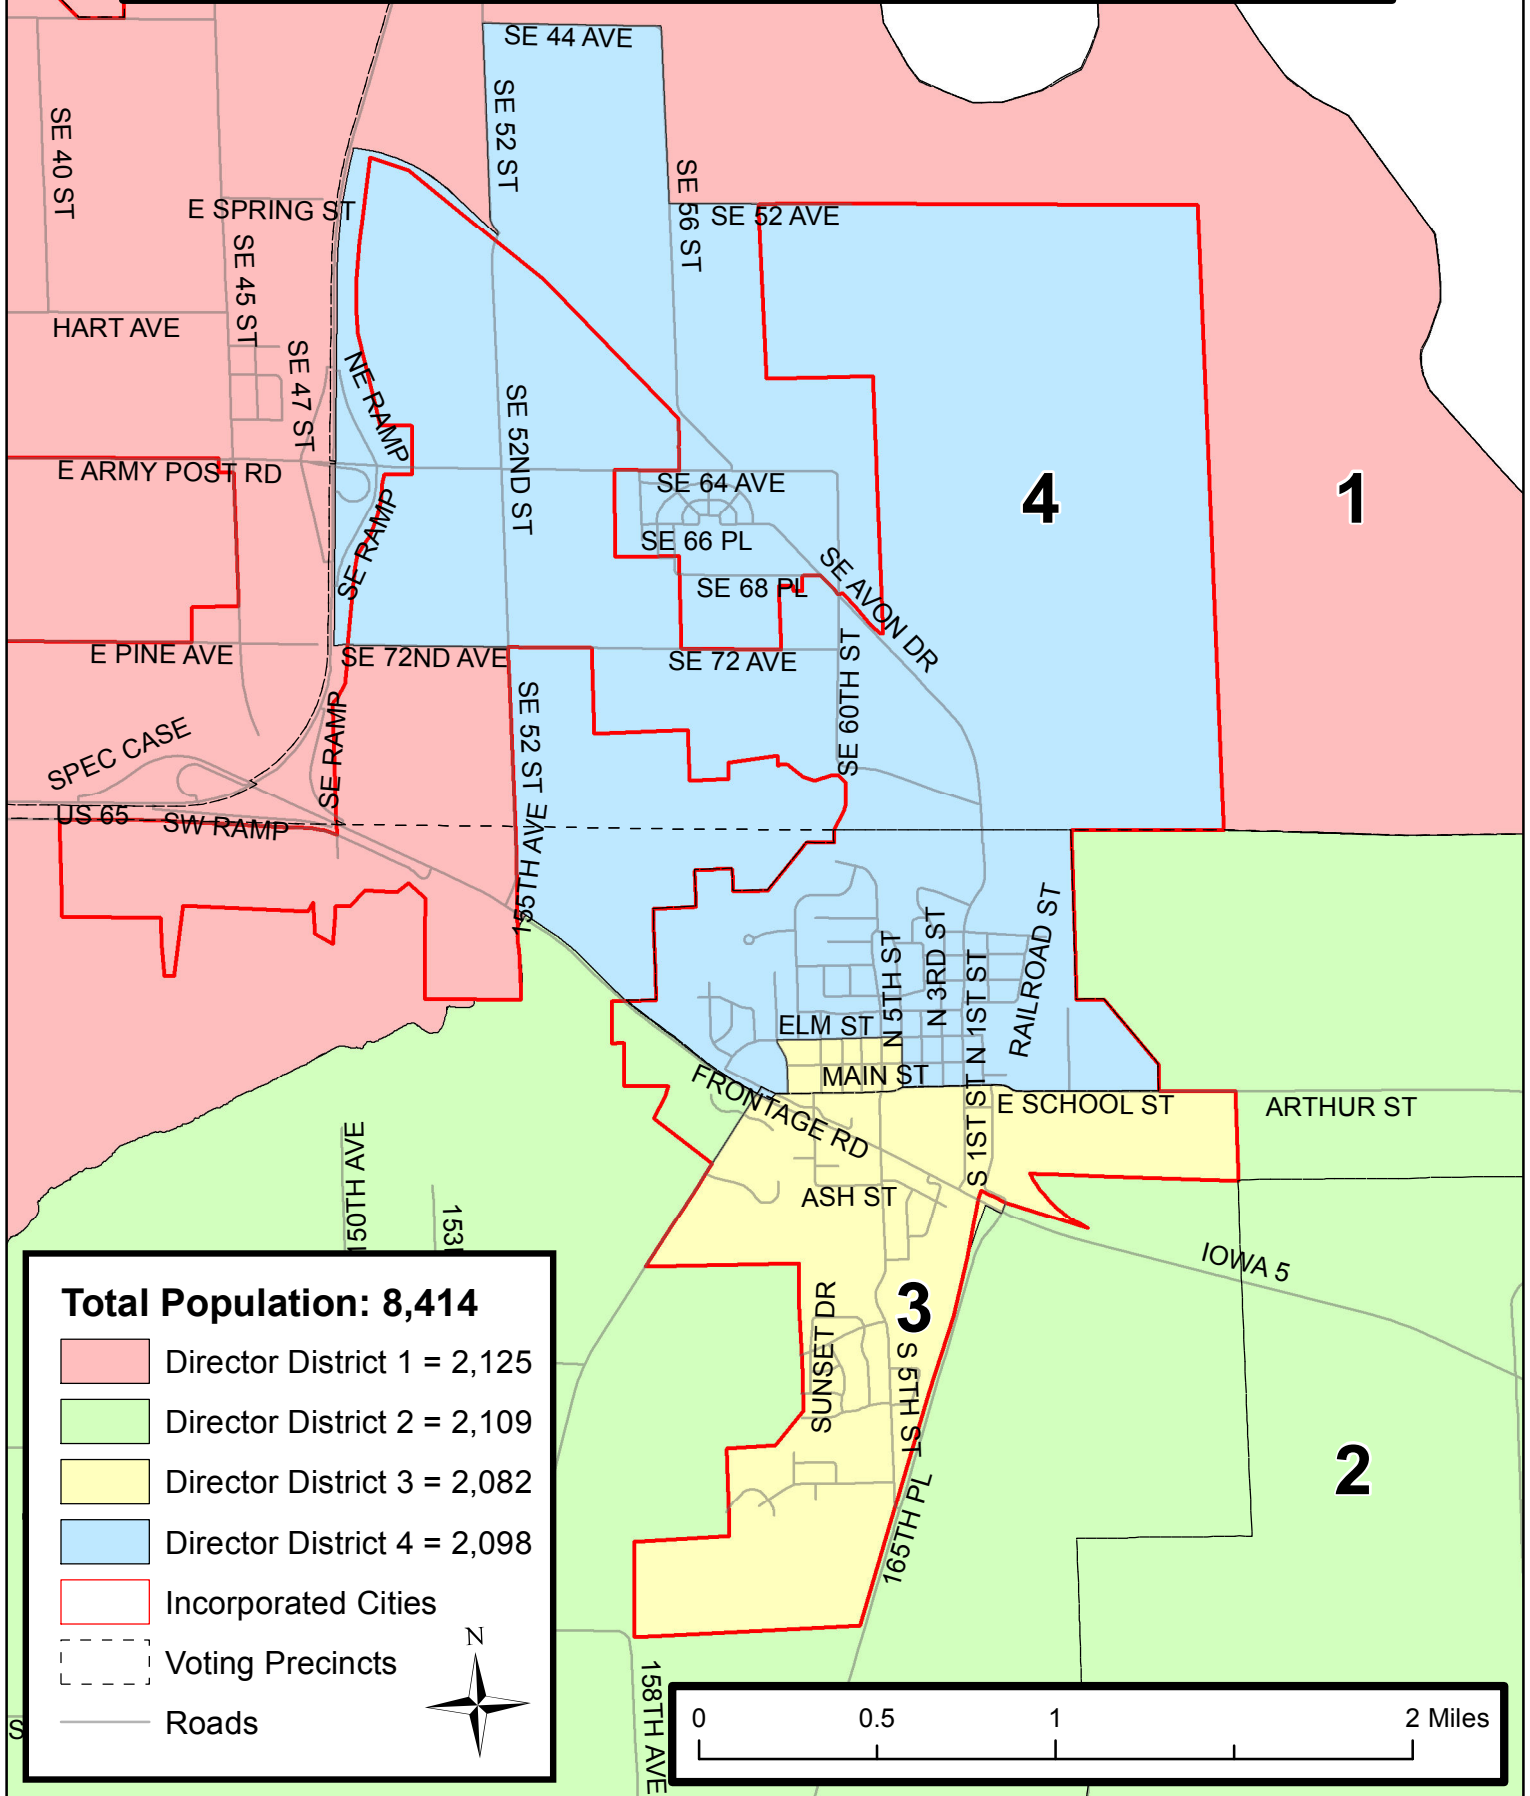 SE 44 AVE
SE 52 ST
SE 40 ST
SE 56 ST
E SPRING ST
SE 52 AVE
SE 45 ST
HART AVE
SE 47 ST
NE RAMP
SE 52ND ST
E ARMY POST RD
SE 64 AVE
4
1
SE RAMP
SE 66 PL
SE AVON DR
SE 68 PL
E PINE AVE
SE 72ND AVE
SE 72 AVE
SE 60TH ST
SE 52 ST
SE RAMP
SPEC CASE
US 65
SW RAMP
155TH AVE
RAILROAD ST
N 5TH ST
N 3RD ST
N 1ST ST
ELM ST
MAIN ST
FRONTAGE RD
E SCHOOL ST
ARTHUR ST
S 1ST ST
150TH AVE
ASH ST
IOWA 5
SUNSET DR
3
S 5TH ST
S
165TH PL
2
158TH AVE
Total Population: 8,414
Director District 1 = 2,125
Director District 2 = 2,109
Director District 3 = 2,082
Director District 4 = 2,098
Incorporated Cities
Voting Precincts
Roads
N
0 0.5 1 2 Miles